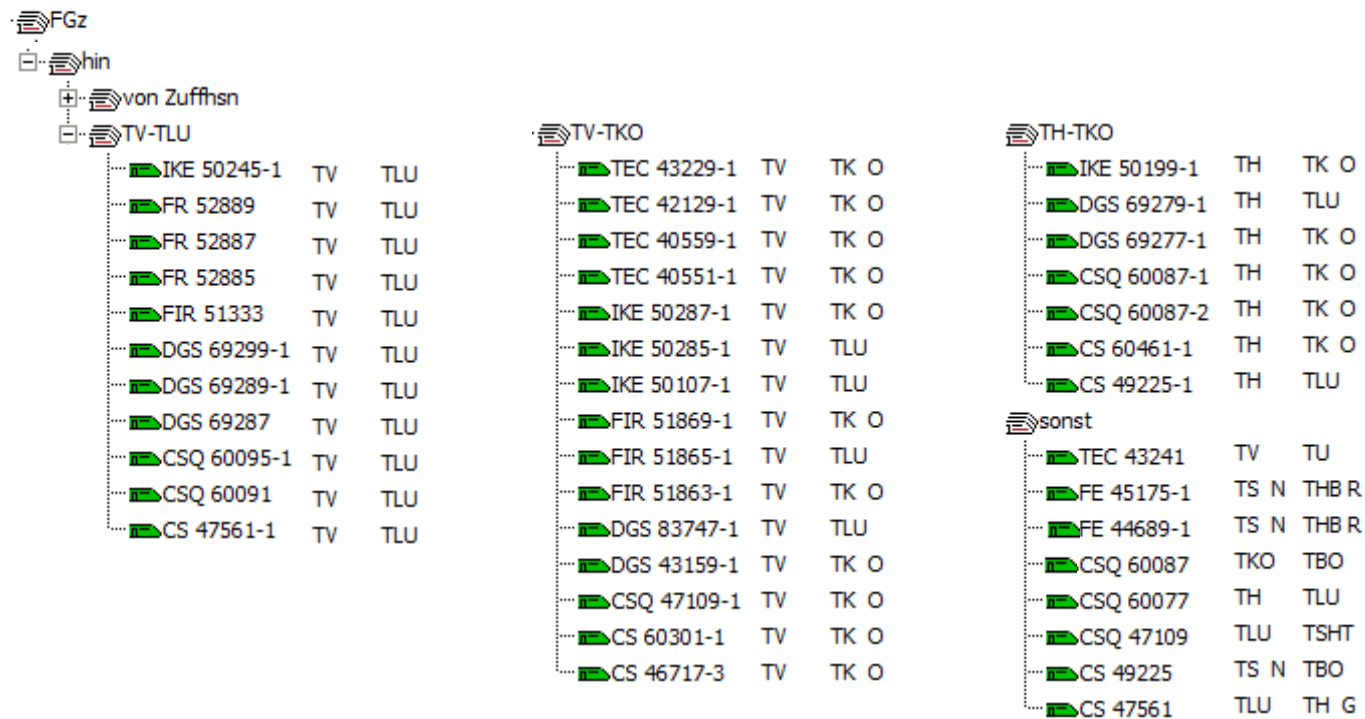 FGz
hin
von Zuffhsn
TV-TLU
IKE 50245-1 TV TLU
FR 52889 TV TLU
FR 52887 TV TLU
FR 52885 TV TLU
FIR 51333 TV TLU
DGS 69299-1 TV TLU
DGS 69289-1 TV TLU
DGS 69287 TV TLU
CSQ 60095-1 TV TLU
CSQ 60091 TV TLU
CS 47561-1 TV TLU
TV-TKO
TEC 43229-1 TV TK O
TEC 42129-1 TV TK O
TEC 40559-1 TV TK O
TEC 40551-1 TV TK O
IKE 50287-1 TV TK O
IKE 50285-1 TV TLU
IKE 50107-1 TV TLU
FIR 51869-1 TV TK O
FIR 51865-1 TV TLU
FIR 51863-1 TV TK O
DGS 83747-1 TV TLU
DGS 43159-1 TV TK O
CSQ 47109-1 TV TK O
CS 60301-1 TV TK O
CS 46717-3 TV TK O
TH-TKO
IKE 50199-1 TH TK O
DGS 69279-1 TH TLU
DGS 69277-1 TH TK O
CSQ 60087-1 TH TK O
CSQ 60087-2 TH TK O
CS 60461-1 TH TK O
CS 49225-1 TH TLU
sonst
TEC 43241 TV TU
FE 45175-1 TS N THB R
FE 44689-1 TS N THB R
CSQ 60087 TKO TBO
CSQ 60077 TH TLU
CSQ 47109 TLU TSHT
CS 49225 TS N TBO
CS 47561 TLU TH G